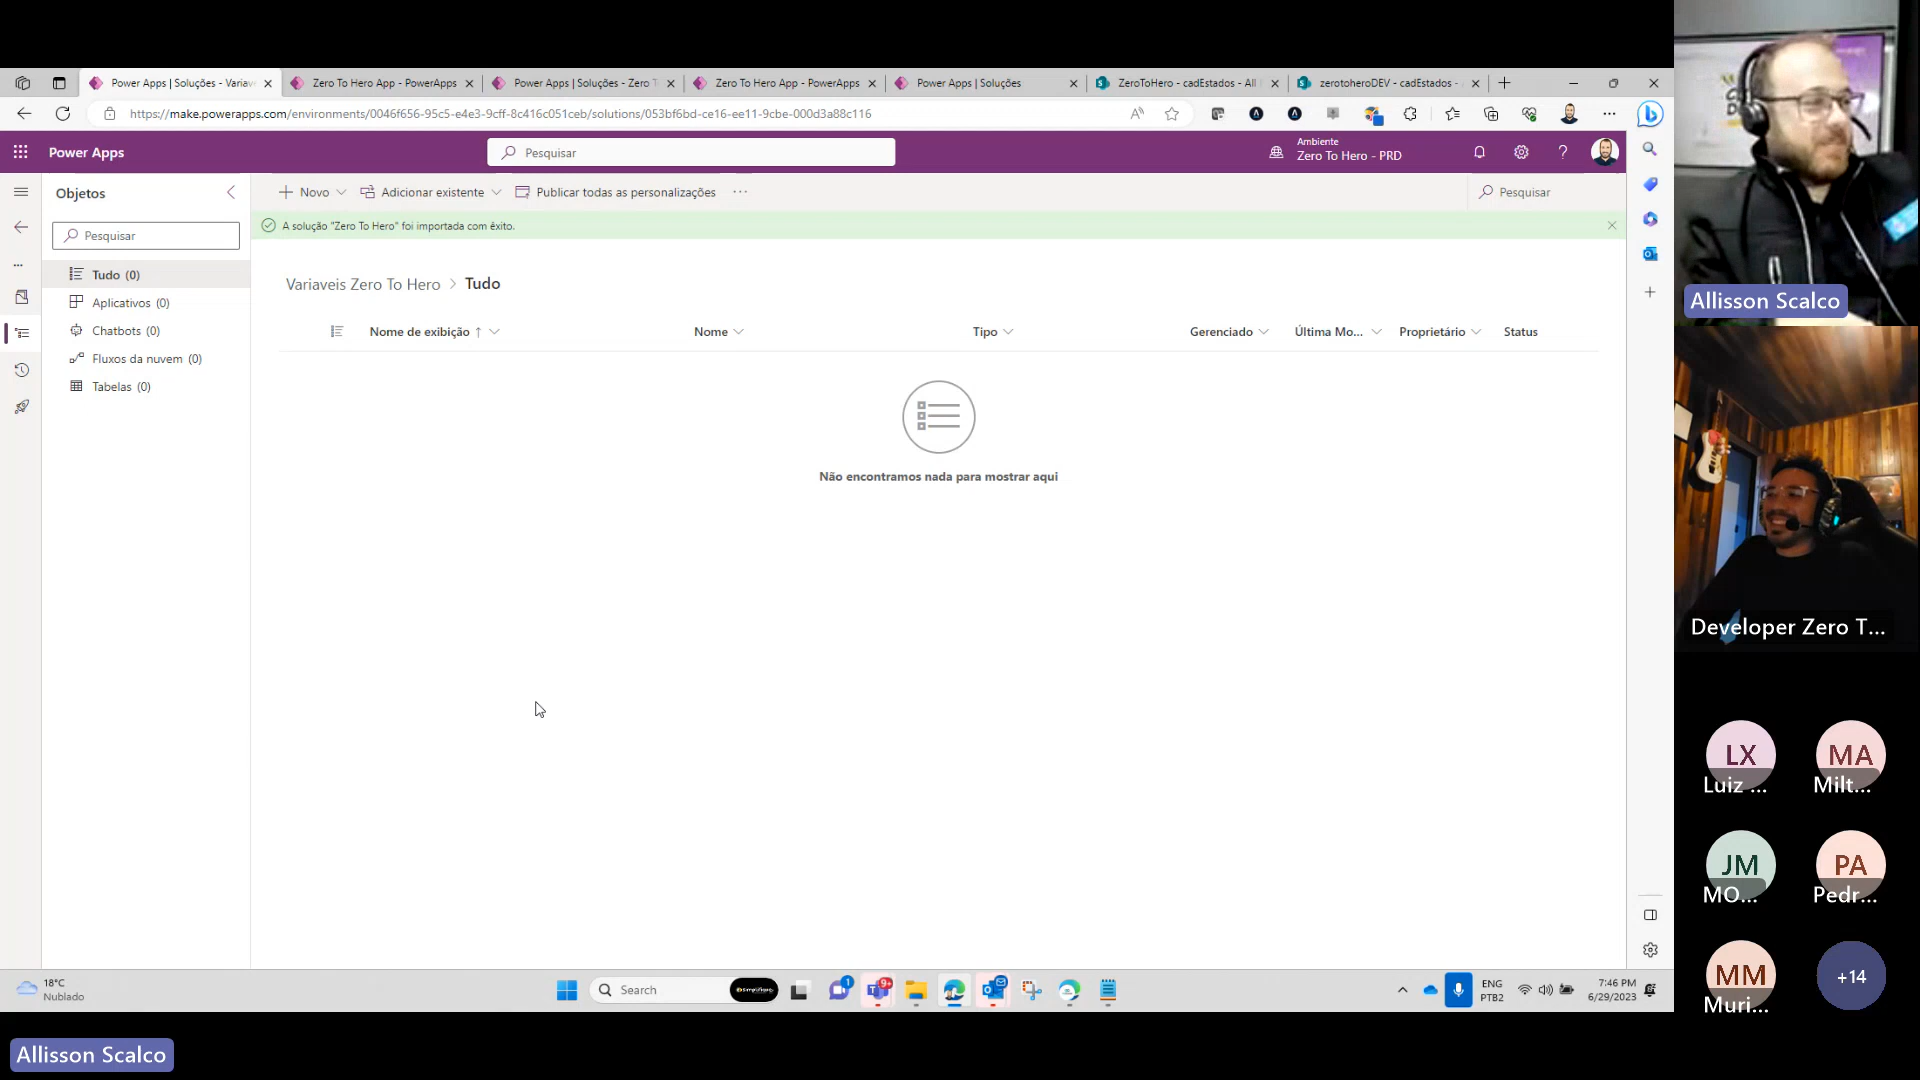 Power Apps | Soluções - Variav
Zero To Hero App - PowerApps
Power Apps | Soluções - Zero T
Zero To Hero App - PowerApps
Power Apps | Soluções
ZeroToHero - cadEstados - All
zerotoheroDEV - cadEstados -
https://make.powerapps.com/environments/0046f656-95c5-e4e3-9cff-8c416c051ceb/solutions/053bf6bd-ce16-ee11-9cbe-000d3a88c116
Power Apps
Pesquisar
Ambiente
Zero To Hero - PRD
Objetos
Novo
Adicionar existente
Publicar todas as personalizações
Pesquisar
Pesquisar
A solução "Zero To Hero" foi importada com êxito.
Tudo (0)
Aplicativos (0)
Chatbots (0)
Fluxos da nuvem (0)
Tabelas (0)
Variaveis Zero To Hero > Tudo
Nome de exibição ↑
Nome
Tipo
Gerenciado
Última Mo...
Proprietário
Status
Não encontramos nada para mostrar aqui
Allisson Scalco
Developer Zero T...
LX
Luiz ...
MA
Milt...
JM
MO...
PA
Pedr...
MM
Muri...
+14
18°C
Nublado
Search
1
9+
ENG
PTB2
7:46 PM
6/29/2023
Allisson Scalco